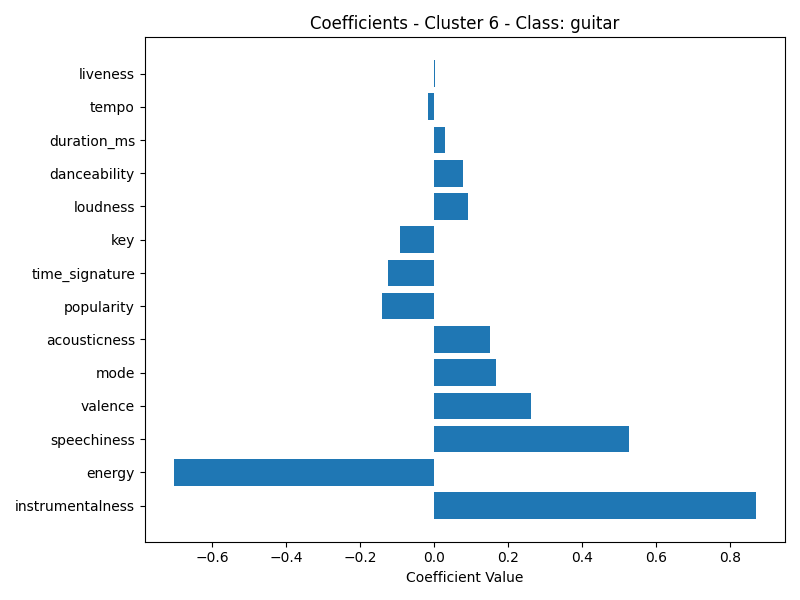 Coefficients - Cluster 6 - Class: guitar
liveness
tempo
duration_ms
danceability
loudness
key
time_signature
popularity
acousticness
mode
valence
speechiness
energy
instrumentalness
−0.6 −0.4 −0.2 0.0 0.2 0.4 0.6 0.8
Coefficient Value